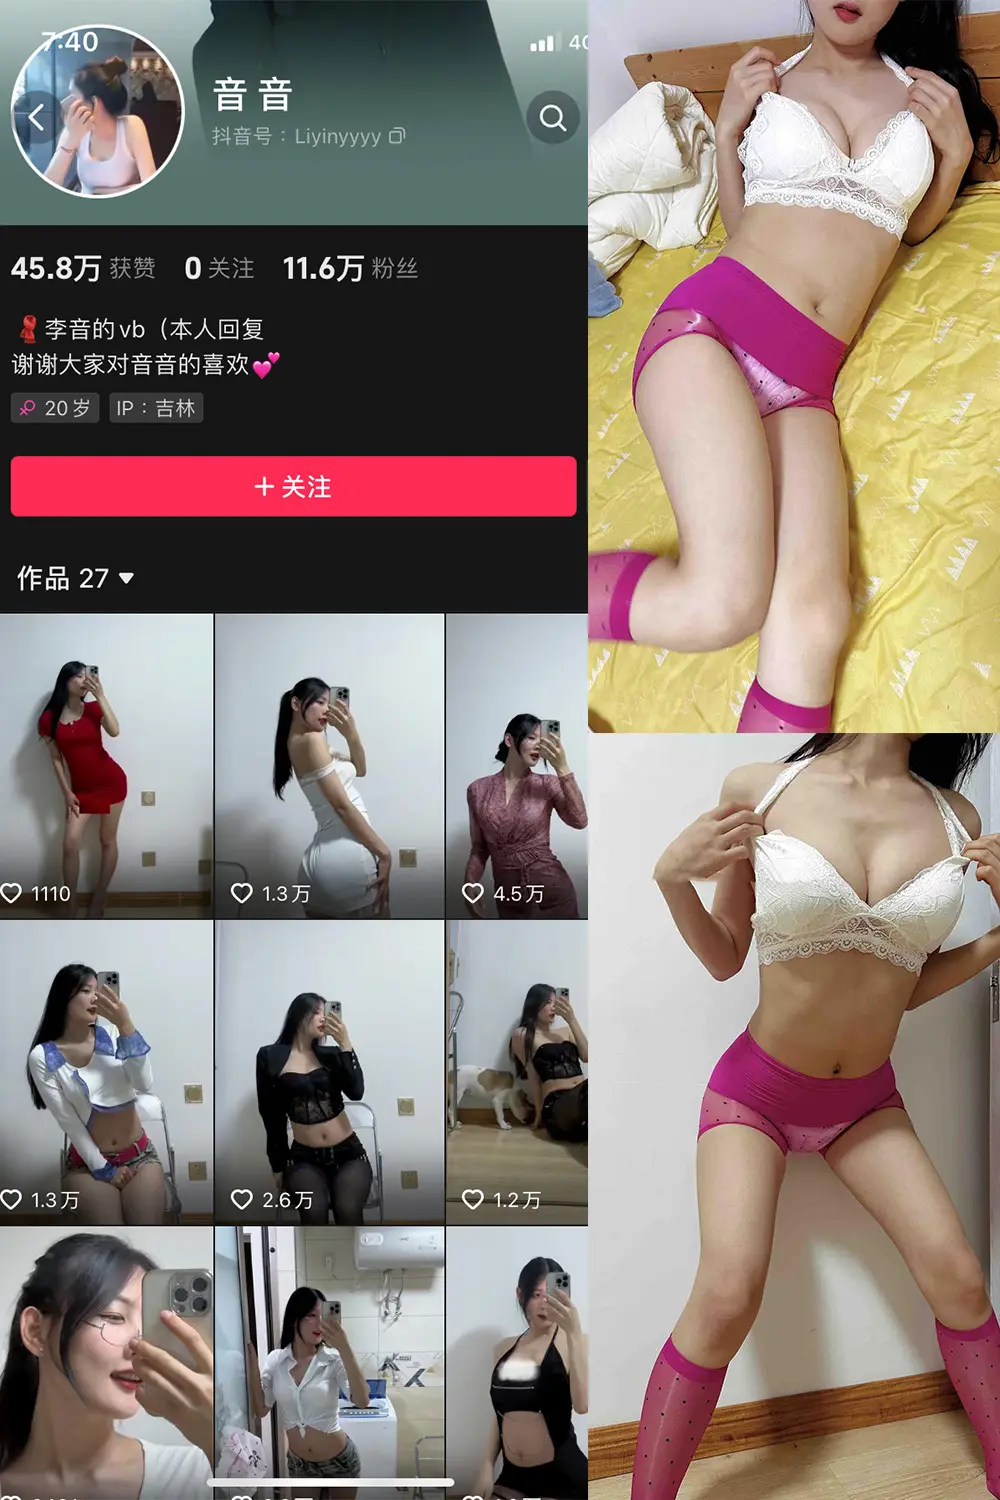 7:40
4G
音音
抖音号：Liyinyyyy
45.8万 获赞 0 关注 11.6万 粉丝
李音的vb（本人回复
谢谢大家对音音的喜欢💕
20岁 IP：吉林
+ 关注
作品 27
1110 1.3万 4.5万
1.3万 2.6万 1.2万